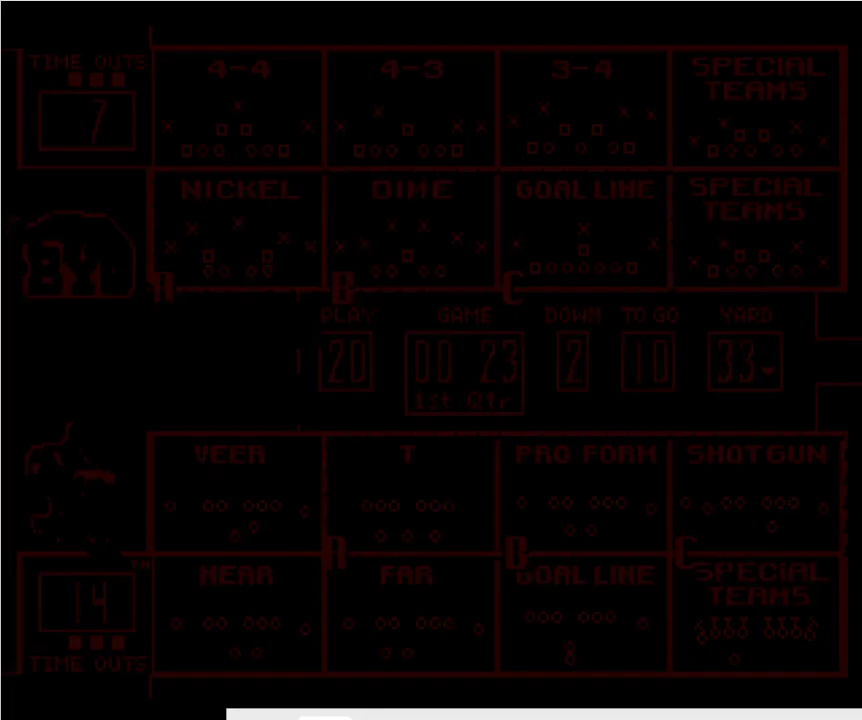 TIME OUTS
7
4-4
4-3
3-4
SPECIAL
TEAMS
NICKEL
DIME
GOAL LINE
SPECIAL
TEAMS
A
B
C
PLAY
GAME
DOWN
TO GO
YARD
20
00 23
2
10
33
1st Qtr
VEER
T
PRO FORM
SHOTGUN
A
B
C
NEAR
FAR
GOAL LINE
SPECIAL
TEAMS
14
TIME OUTS